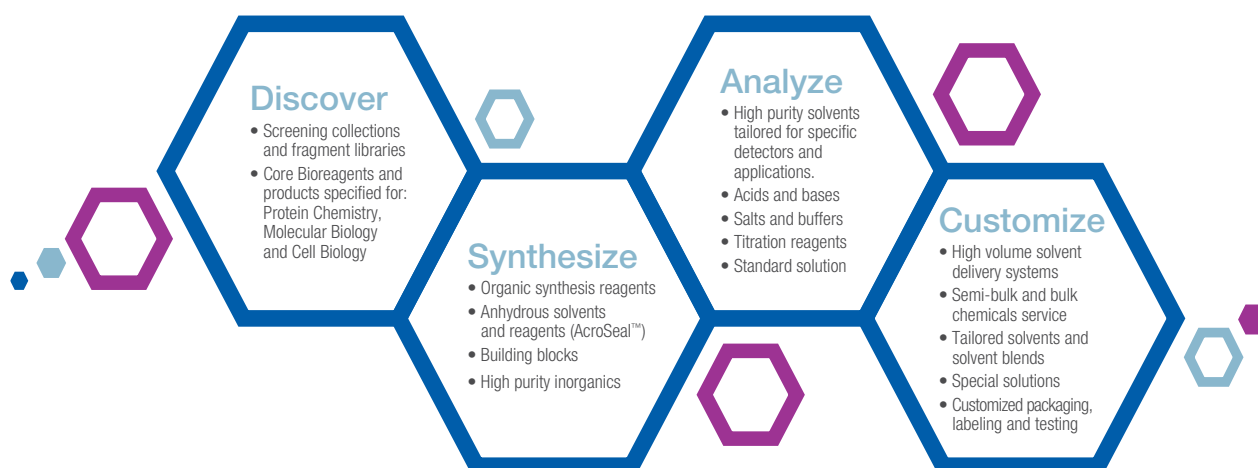 Discover
• Screening collections
and fragment libraries
• Core Bioreagents and
products specified for:
Protein Chemistry,
Molecular Biology
and Cell Biology
Synthesize
• Organic synthesis reagents
• Anhydrous solvents
and reagents (AcroSeal™)
• Building blocks
• High purity inorganics
Analyze
• High purity solvents
tailored for specific
detectors and
applications.
• Acids and bases
• Salts and buffers
• Titration reagents
• Standard solution
Customize
• High volume solvent
delivery systems
• Semi-bulk and bulk
chemicals service
• Tailored solvents and
solvent blends
• Special solutions
• Customized packaging,
labeling and testing